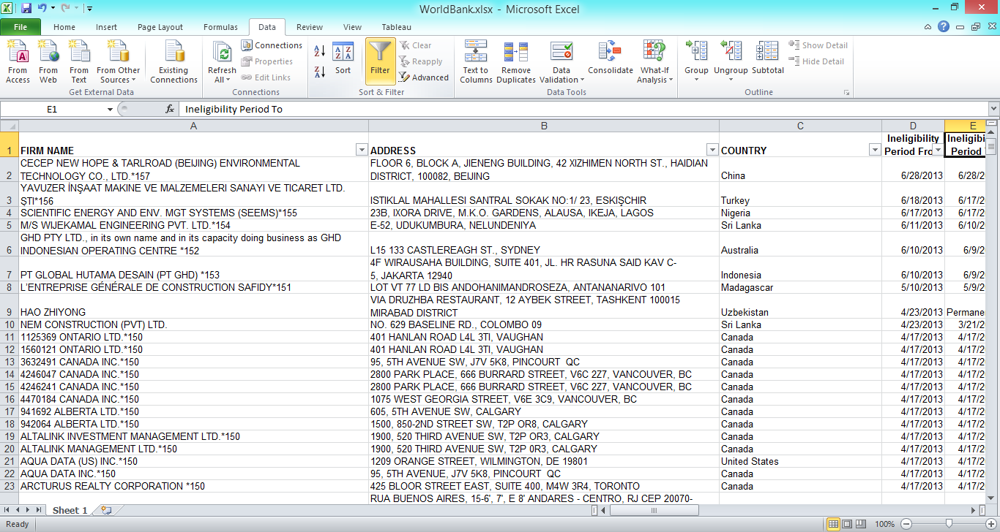 WorldBank.xlsx - Microsoft Excel
File Home Insert Page Layout Formulas Data Review View Tableau
From Access From Web From Text From Other Sources Existing Connections Refresh All Connections Properties Edit Links Sort Filter Clear Reapply Advanced Text to Columns Remove Duplicates Data Validation Consolidate What-If Analysis Group Ungroup Subtotal Show Detail Hide Detail
Get External Data Connections Sort & Filter Data Tools Outline
E1 fx Ineligibility Period To
A B C D E
1 FIRM NAME ADDRESS COUNTRY Ineligibility Period Fro Ineligibi Period
2 CECEP NEW HOPE & TARLROAD (BEIJING) ENVIRONMENTAL TECHNOLOGY CO., LTD.*157 FLOOR 6, BLOCK A, JIENENG BUILDING, 42 XIZHIMEN NORTH ST., HAIDIAN DISTRICT, 100082, BEIJING China 6/28/2013 6/28/2
3 YAVUZER İNŞAAT MAKINE VE MALZEMELERI SANAYI VE TICARET LTD. ŞTI*156 ISTIKLAL MAHALLESI SANTRAL SOKAK NO:1/ 23, ESKIŞCHIR Turkey 6/18/2013 6/17/2
4 SCIENTIFIC ENERGY AND ENV. MGT SYSTEMS (SEEMS)*155 23B, IXORA DRIVE, M.K.O. GARDENS, ALAUSA, IKEJA, LAGOS Nigeria 6/17/2013 6/17/2
5 M/S WIJEKAMAL ENGINEERING PVT. LTD.*154 E-52, UDUKUMBURA, NELUNDENIYA Sri Lanka 6/11/2013 6/10/2
6 GHD PTY LTD., in its own name and in its capacity doing business as GHD INDONESIAN OPERATING CENTRE *152 L15 133 CASTLEREAGH ST., SYDNEY Australia 6/10/2013 6/9/2
7 PT GLOBAL HUTAMA DESAIN (PT GHD) *153 4F WIRAUSAHA BUILDING, SUITE 401, JL. HR RASUNA SAID KAV C-5, JAKARTA 12940 Indonesia 6/10/2013 6/9/2
8 L'ENTREPRISE GÉNÉRALE DE CONSTRUCTION SAFIDY*151 LOT VT 77 LD BIS ANDOHANIMANDROSEZA, ANTANANARIVO 101 Madagascar 5/10/2013 5/9/2
9 HAO ZHIYONG VIA DRUZHBA RESTAURANT, 12 AYBEK STREET, TASHKENT 100015 MIRABAD DISTRICT Uzbekistan 4/23/2013 Permane
10 NEM CONSTRUCTION (PVT) LTD. NO. 629 BASELINE RD., COLOMBO 09 Sri Lanka 4/23/2013 3/21/2
11 1125369 ONTARIO LTD.*150 401 HANLAN ROAD L4L 3TI, VAUGHAN Canada 4/17/2013 4/17/2
12 1560121 ONTARIO LTD.*150 401 HANLAN ROAD L4L 3TI, VAUGHAN Canada 4/17/2013 4/17/2
13 3632491 CANADA INC.*150 95, 5TH AVENUE SW, J7V 5K8, PINCOURT QC Canada 4/17/2013 4/17/2
14 4246047 CANADA INC.*150 2800 PARK PLACE, 666 BURRARD STREET, V6C 2Z7, VANCOUVER, BC Canada 4/17/2013 4/17/2
15 4246241 CANADA INC.*150 2800 PARK PLACE, 666 BURRARD STREET, V6C 2Z7, VANCOUVER, BC Canada 4/17/2013 4/17/2
16 4470184 CANADA INC.*150 1075 WEST GEORGIA STREET, V6E 3C9, VANCOUVER, BC Canada 4/17/2013 4/17/2
17 941692 ALBERTA LTD.*150 605, 5TH AVENUE SW, CALGARY Canada 4/17/2013 4/17/2
18 942064 ALBERTA LTD.*150 1500, 850-2ND STREET SW, T2P OR8, CALGARY Canada 4/17/2013 4/17/2
19 ALTALINK INVESTMENT MANAGEMENT LTD.*150 1900, 520 THIRD AVENUE SW, T2P OR3, CALGARY Canada 4/17/2013 4/17/2
20 ALTALINK MANAGEMENT LTD.*150 1900, 520 THIRD AVENUE SW, T2P 0R3, CALGARY Canada 4/17/2013 4/17/2
21 AQUA DATA (US) INC.*150 1209 ORANGE STREET, WILMINGTON, DE 19801 United States 4/17/2013 4/17/2
22 AQUA DATA INC.*150 95, 5TH AVENUE, J7V 5K8, PINCOURT QC Canada 4/17/2013 4/17/2
23 ARCTURUS REALTY CORPORATION *150 425 BLOOR STREET EAST, SUITE 400, M4W 3R4, TORONTO Canada 4/17/2013 4/17/2
RUA BUENOS AIRES, 15-6', 7', E 8' ANDARES - CENTRO, RJ CEP 20070-
Sheet 1
Ready 100%